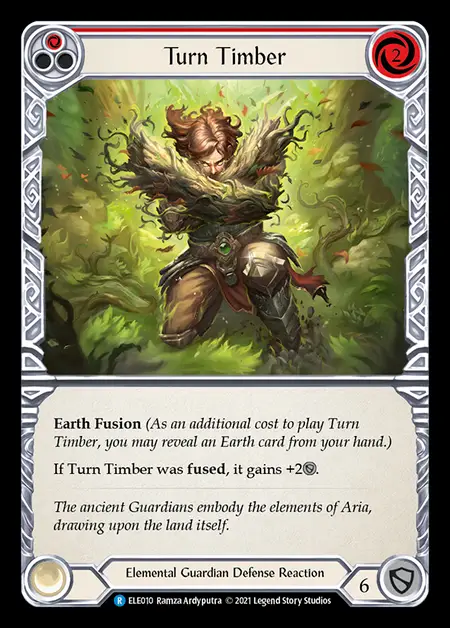 Turn Timber
2
Earth Fusion (As an additional cost to play Turn
Timber, you may reveal an Earth card from your hand.)
If Turn Timber was fused, it gains +2.
The ancient Guardians embody the elements of Aria,
drawing upon the land itself.
Elemental Guardian Defense Reaction
6
R ELE010 Ramza Ardyputra © 2021 Legend Story Studios